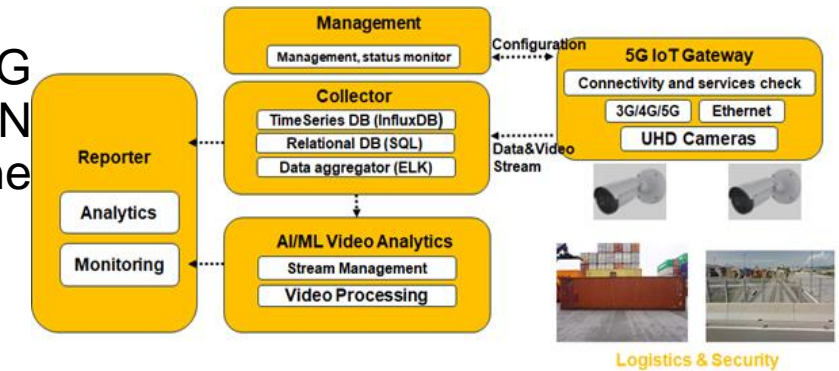 G
N
ne
Reporter
Analytics
Monitoring
Management
Management, status monitor
Collector
TimeSeries DB (InfluxDB)
Relational DB (SQL)
Data aggregator (ELK)
AI/ML Video Analytics
Stream Management
Video Processing
Configuration
Data&Video
Stream
5G IoT Gateway
Connectivity and services check
3G/4G/5G
Ethernet
UHD Cameras
Logistics & Security